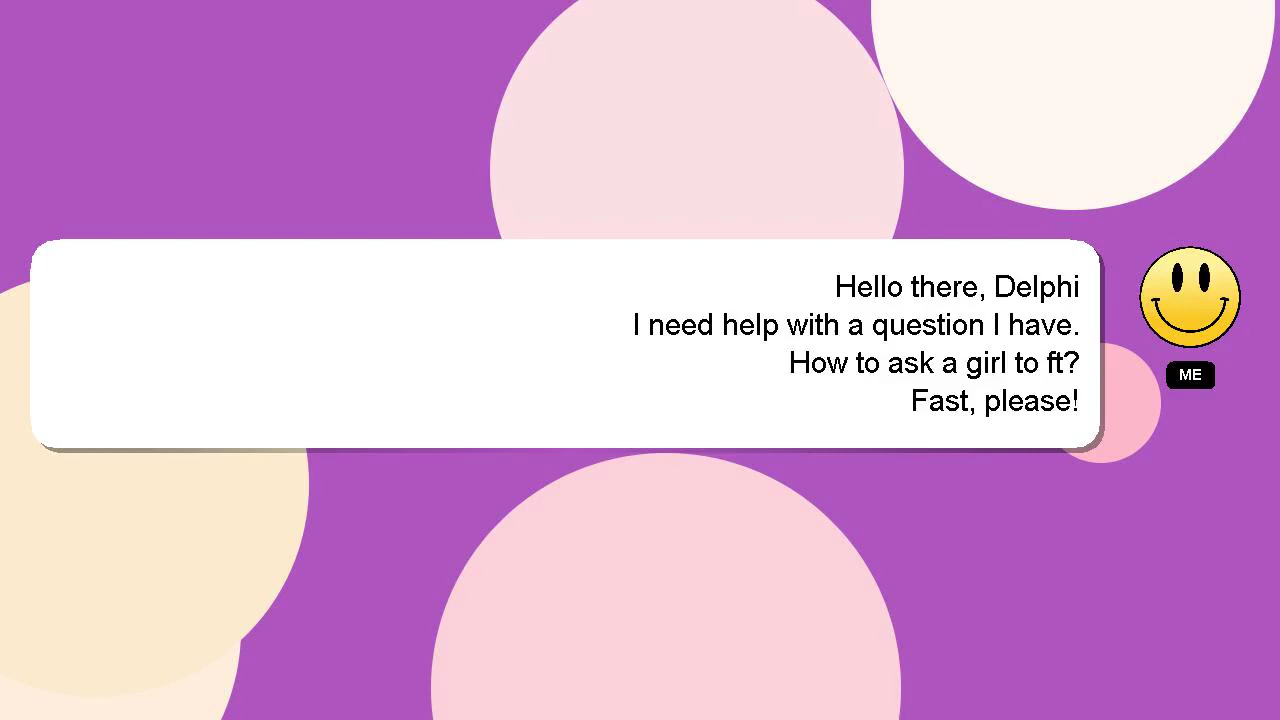 Hello there, Delphi
I need help with a question I have.
How to ask a girl to ft?
Fast, please!
ME